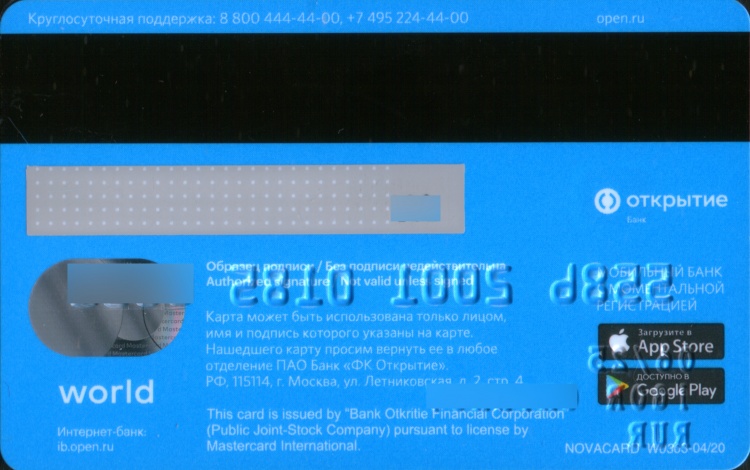 Круглосуточная поддержка: 8 800 444-44-00, +7 495 224-44-00
open.ru
ОТКРЫТИЕ
Банк
Образец подписи / Без подписи недействительна
Authorized signature / Not valid unless signed
Карта может быть использована только лицом,
имя и подпись которого указаны на карте.
Нашедшего карту просим вернуть ее в любое
отделение ПАО Банк «ФК Открытие».
РФ, 115114, г. Москва, ул. Летниковская, д. 2, стр. 4
This card is issued by "Bank Otkritie Financial Corporation
(Public Joint-Stock Company) pursuant to license by
Mastercard International.
world
Интернет-банк:
ib.open.ru
МОБИЛЬНЫЙ БАНК
С МОМЕНТАЛЬНОЙ
РЕГИСТРАЦИЕЙ
Загрузите в
App Store
ДОСТУПНО В
Google Play
NOVACARD